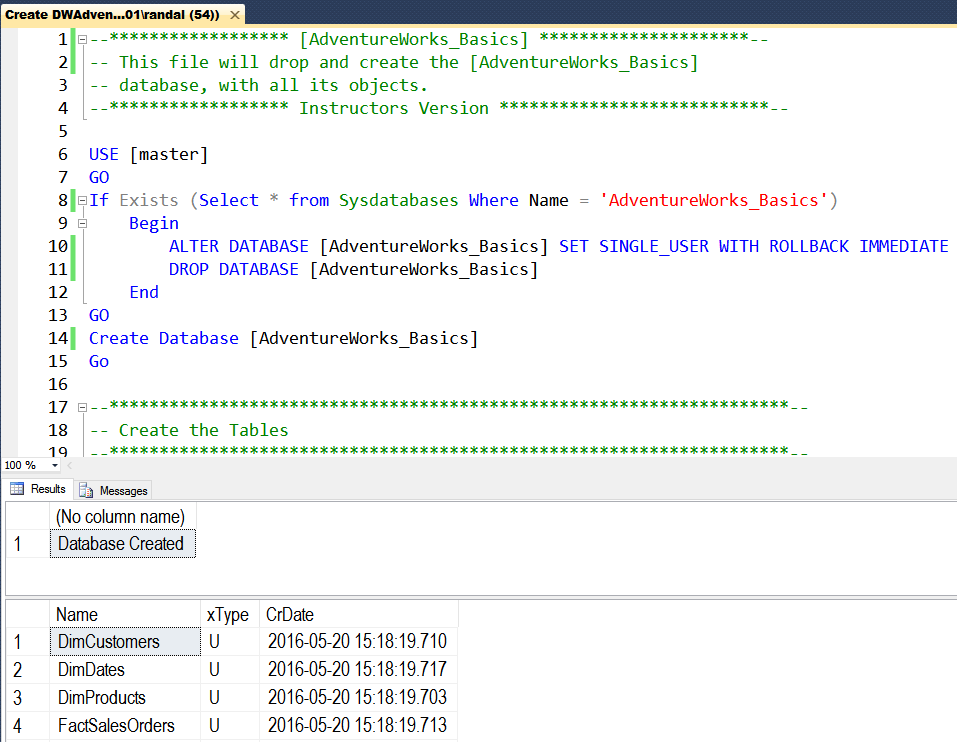 Create DWAdven...01\randal (54)) ×
1 --****************** [AdventureWorks_Basics] *********************--
2 -- This file will drop and create the [AdventureWorks_Basics]
3 -- database, with all its objects.
4 --****************** Instructors Version ***************************--
5
6 USE [master]
7 GO
8 If Exists (Select * from Sysdatabases Where Name = 'AdventureWorks_Basics')
9 Begin
10 ALTER DATABASE [AdventureWorks_Basics] SET SINGLE_USER WITH ROLLBACK IMMEDIATE
11 DROP DATABASE [AdventureWorks_Basics]
12 End
13 GO
14 Create Database [AdventureWorks_Basics]
15 Go
16
17 --********************************************************************--
18 -- Create the Tables
19 --********************************************************************--
100 %
Results Messages
(No column name)
1 Database Created
Name xType CrDate
1 DimCustomers U 2016-05-20 15:18:19.710
2 DimDates U 2016-05-20 15:18:19.717
3 DimProducts U 2016-05-20 15:18:19.703
4 FactSalesOrders U 2016-05-20 15:18:19.713